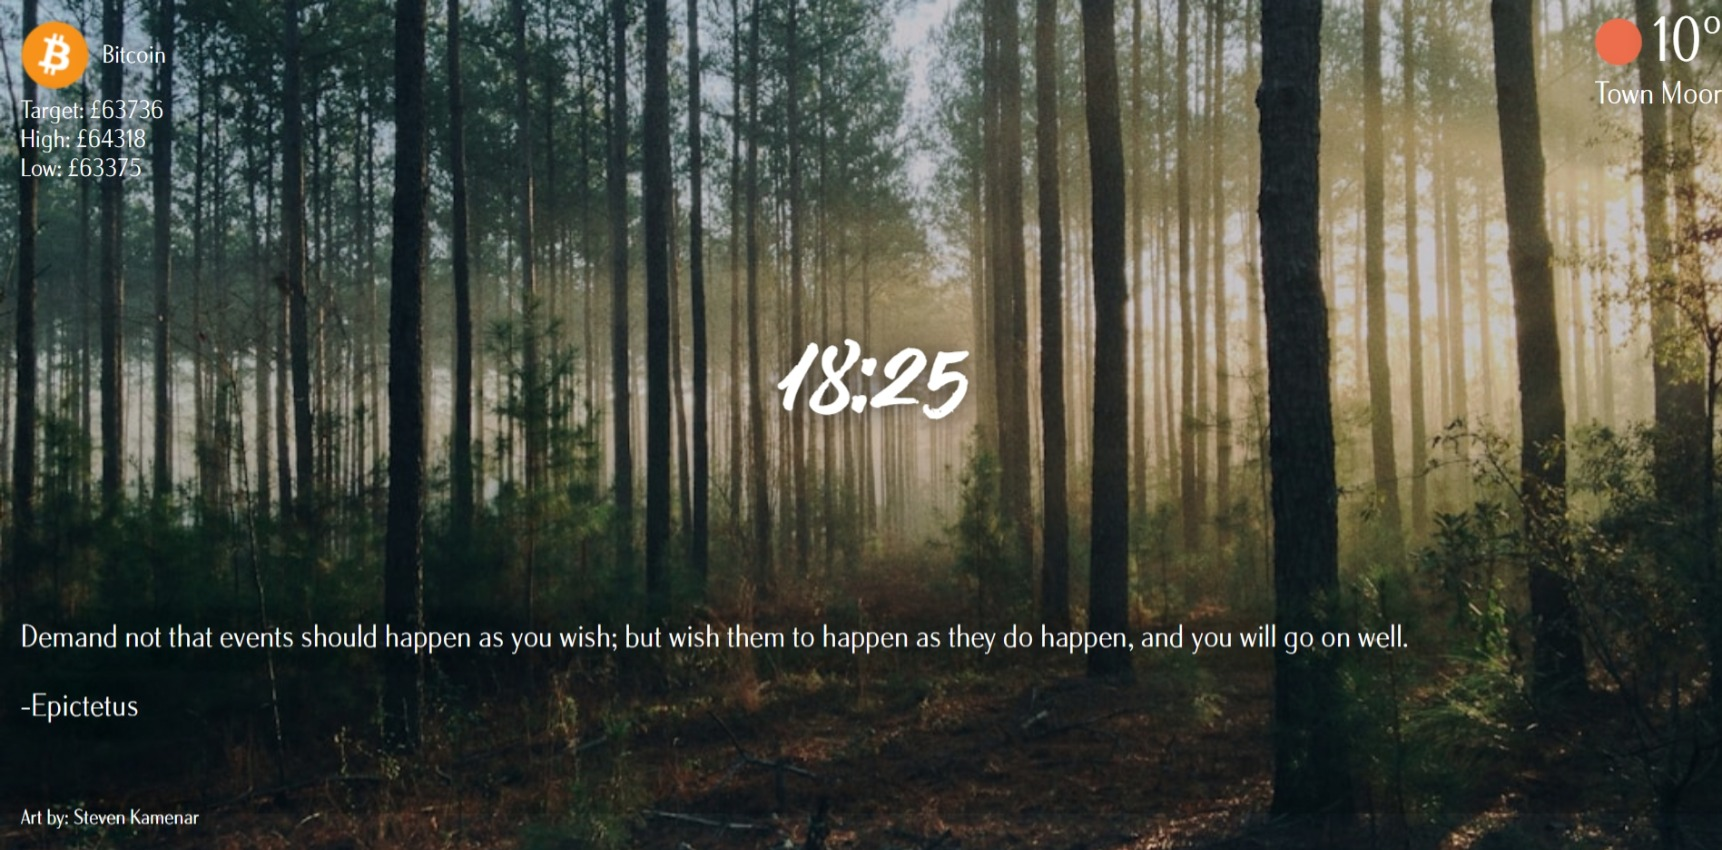 Bitcoin
Target: £63736
High: £64318
Low: £63375
10°
Town Moor
18:25
Demand not that events should happen as you wish; but wish them to happen as they do happen, and you will go on well.
-Epictetus
Art by: Steven Kamenar